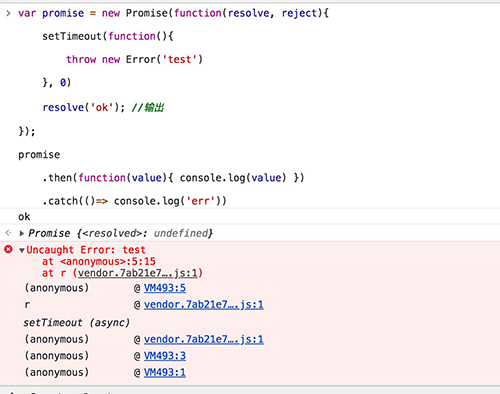 > var promise = new Promise(function(resolve, reject){
setTimeout(function(){
throw new Error('test')
}, 0)
resolve('ok'); //输出
});
promise
.then(function(value){ console.log(value) })
.catch(()=> console.log('err'))
ok
Promise {<resolved>: undefined}
Uncaught Error: test
at <anonymous>:5:15
at r (vendor.7ab21e7….js:1)
(anonymous) @ VM493:5
r @ vendor.7ab21e7….js:1
setTimeout (async)
(anonymous) @ vendor.7ab21e7….js:1
(anonymous) @ VM493:3
(anonymous) @ VM493:1